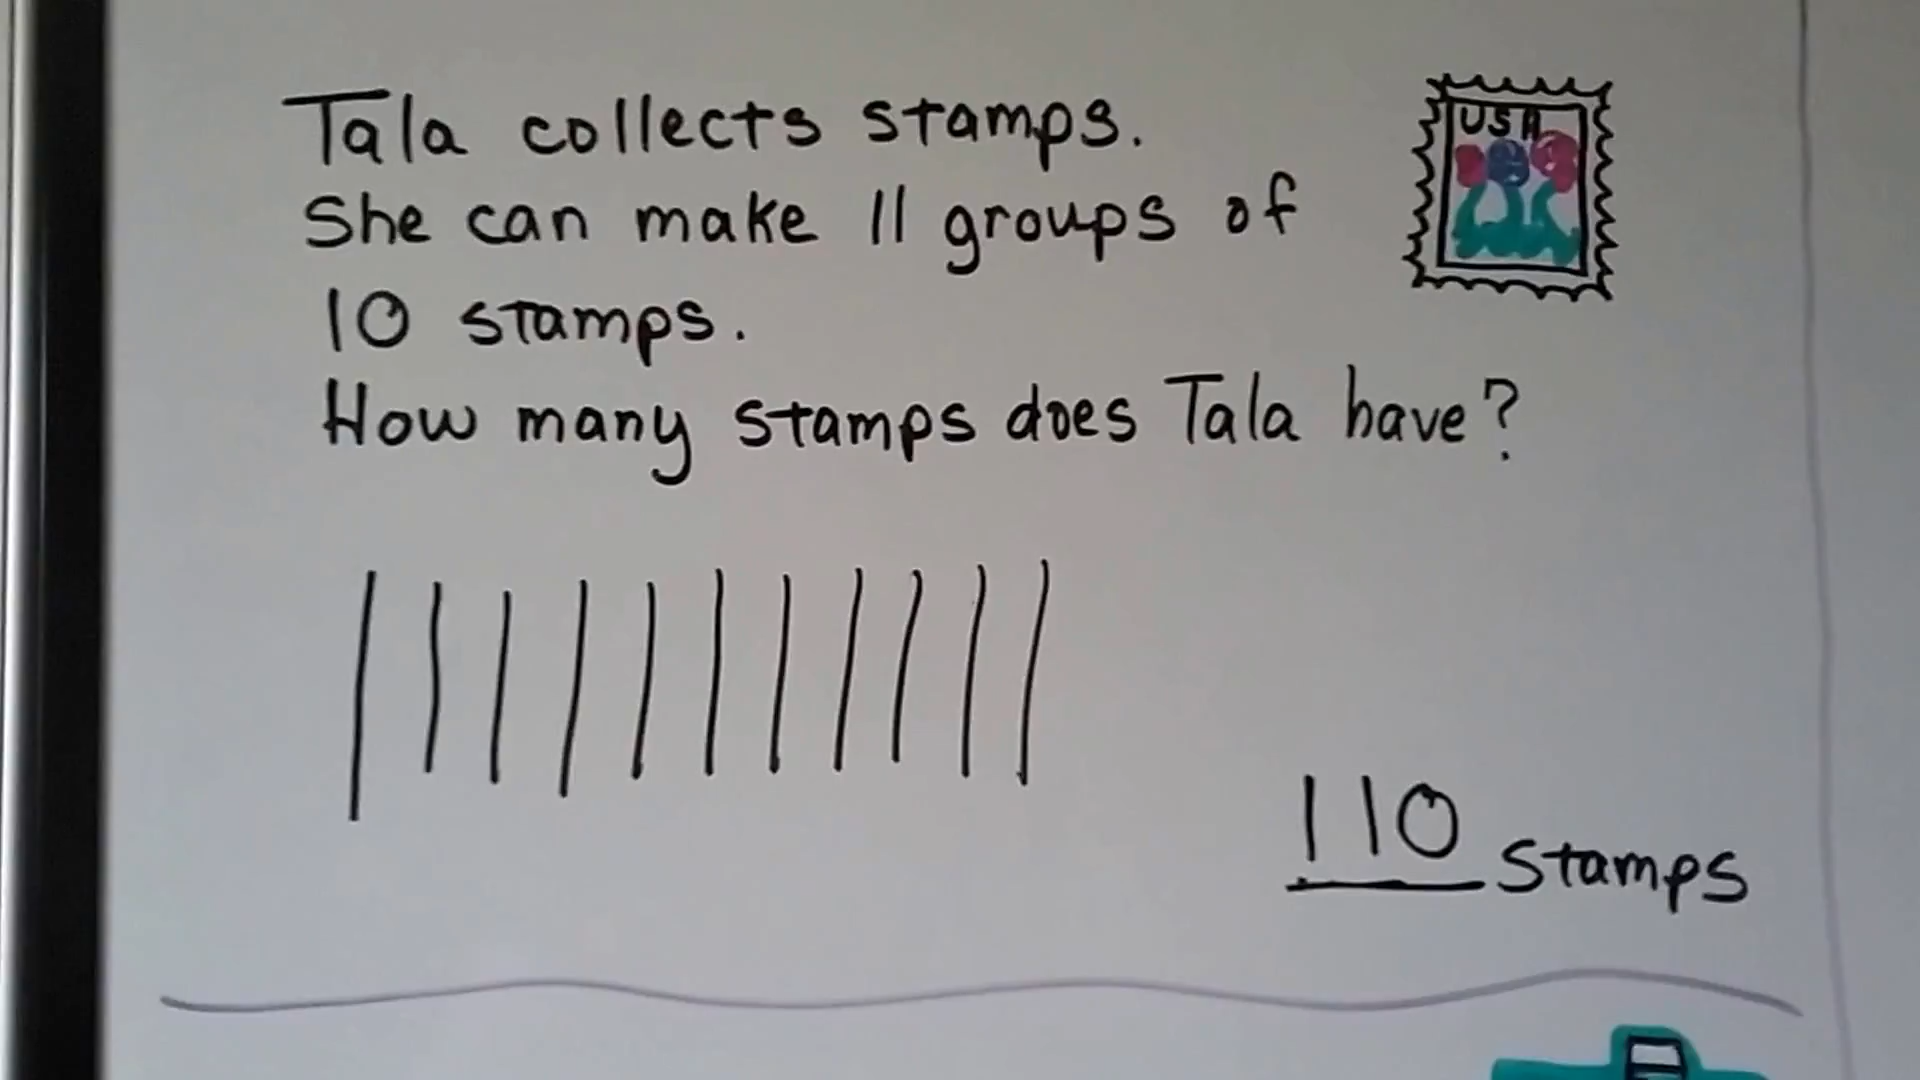 Tala collects stamps.
USA
She can make 11 groups of
10 stamps.
How many stamps does Tala have?
110 stamps